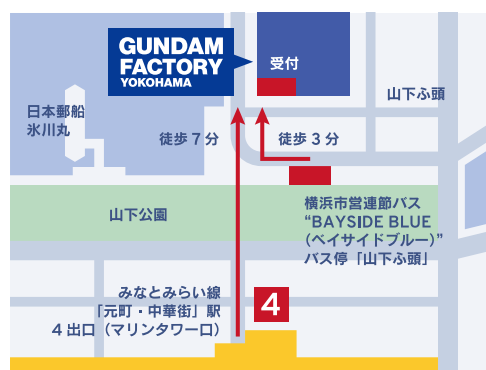 GUNDAM
FACTORY
YOKOHAMA
受付
山下ふ頭
日本郵船
氷川丸
徒歩7分
徒歩3分
山下公園
横浜市営連節バス
“BAYSIDE BLUE
(ベイサイドブルー)”
バス停「山下ふ頭」
みなとみらい線
「元町・中華街」駅
4出口(マリンタワー口)
4